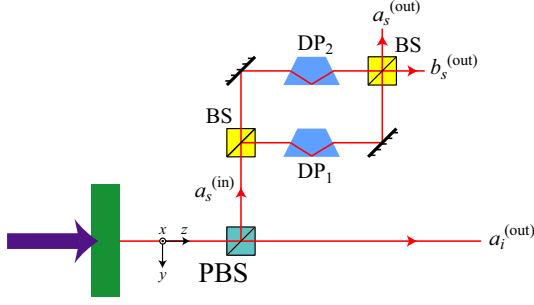 a_s^(out)
DP_2
BS
b_s^(out)
BS
DP_1
a_s^(in)
x
z
a_i^(out)
y
PBS